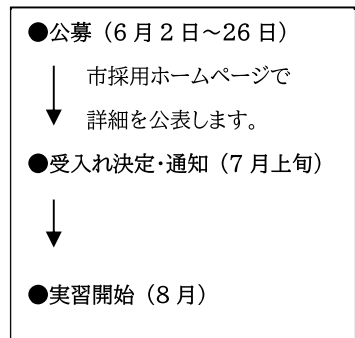 ●公募（6月2日～26日）
市採用ホームページで
詳細を公表します。
●受入れ決定・通知（7月上旬）
●実習開始（8月）